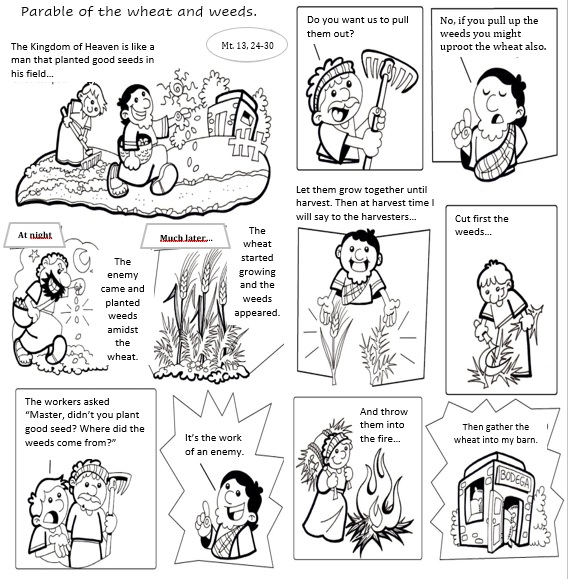 Parable of the wheat and weeds.
Mt. 13, 24-30
The Kingdom of Heaven is like a
man that planted good seeds in
his field...
At night
The
enemy
came and
planted
weeds
amidst
the
wheat.
Much later...
The
wheat
started
growing
and the
weeds
appeared.
The workers asked
“Master, didn’t you plant
good seed? Where did the
weeds come from?”
It’s the work
of an enemy.
Do you want us to pull
them out?
No, if you pull up the
weeds you might
uproot the wheat also.
Let them grow together until
harvest. Then at harvest time I
will say to the harvesters...
Cut first the
weeds...
And throw
them into
the fire...
Then gather the
wheat into my barn.
BODEGA